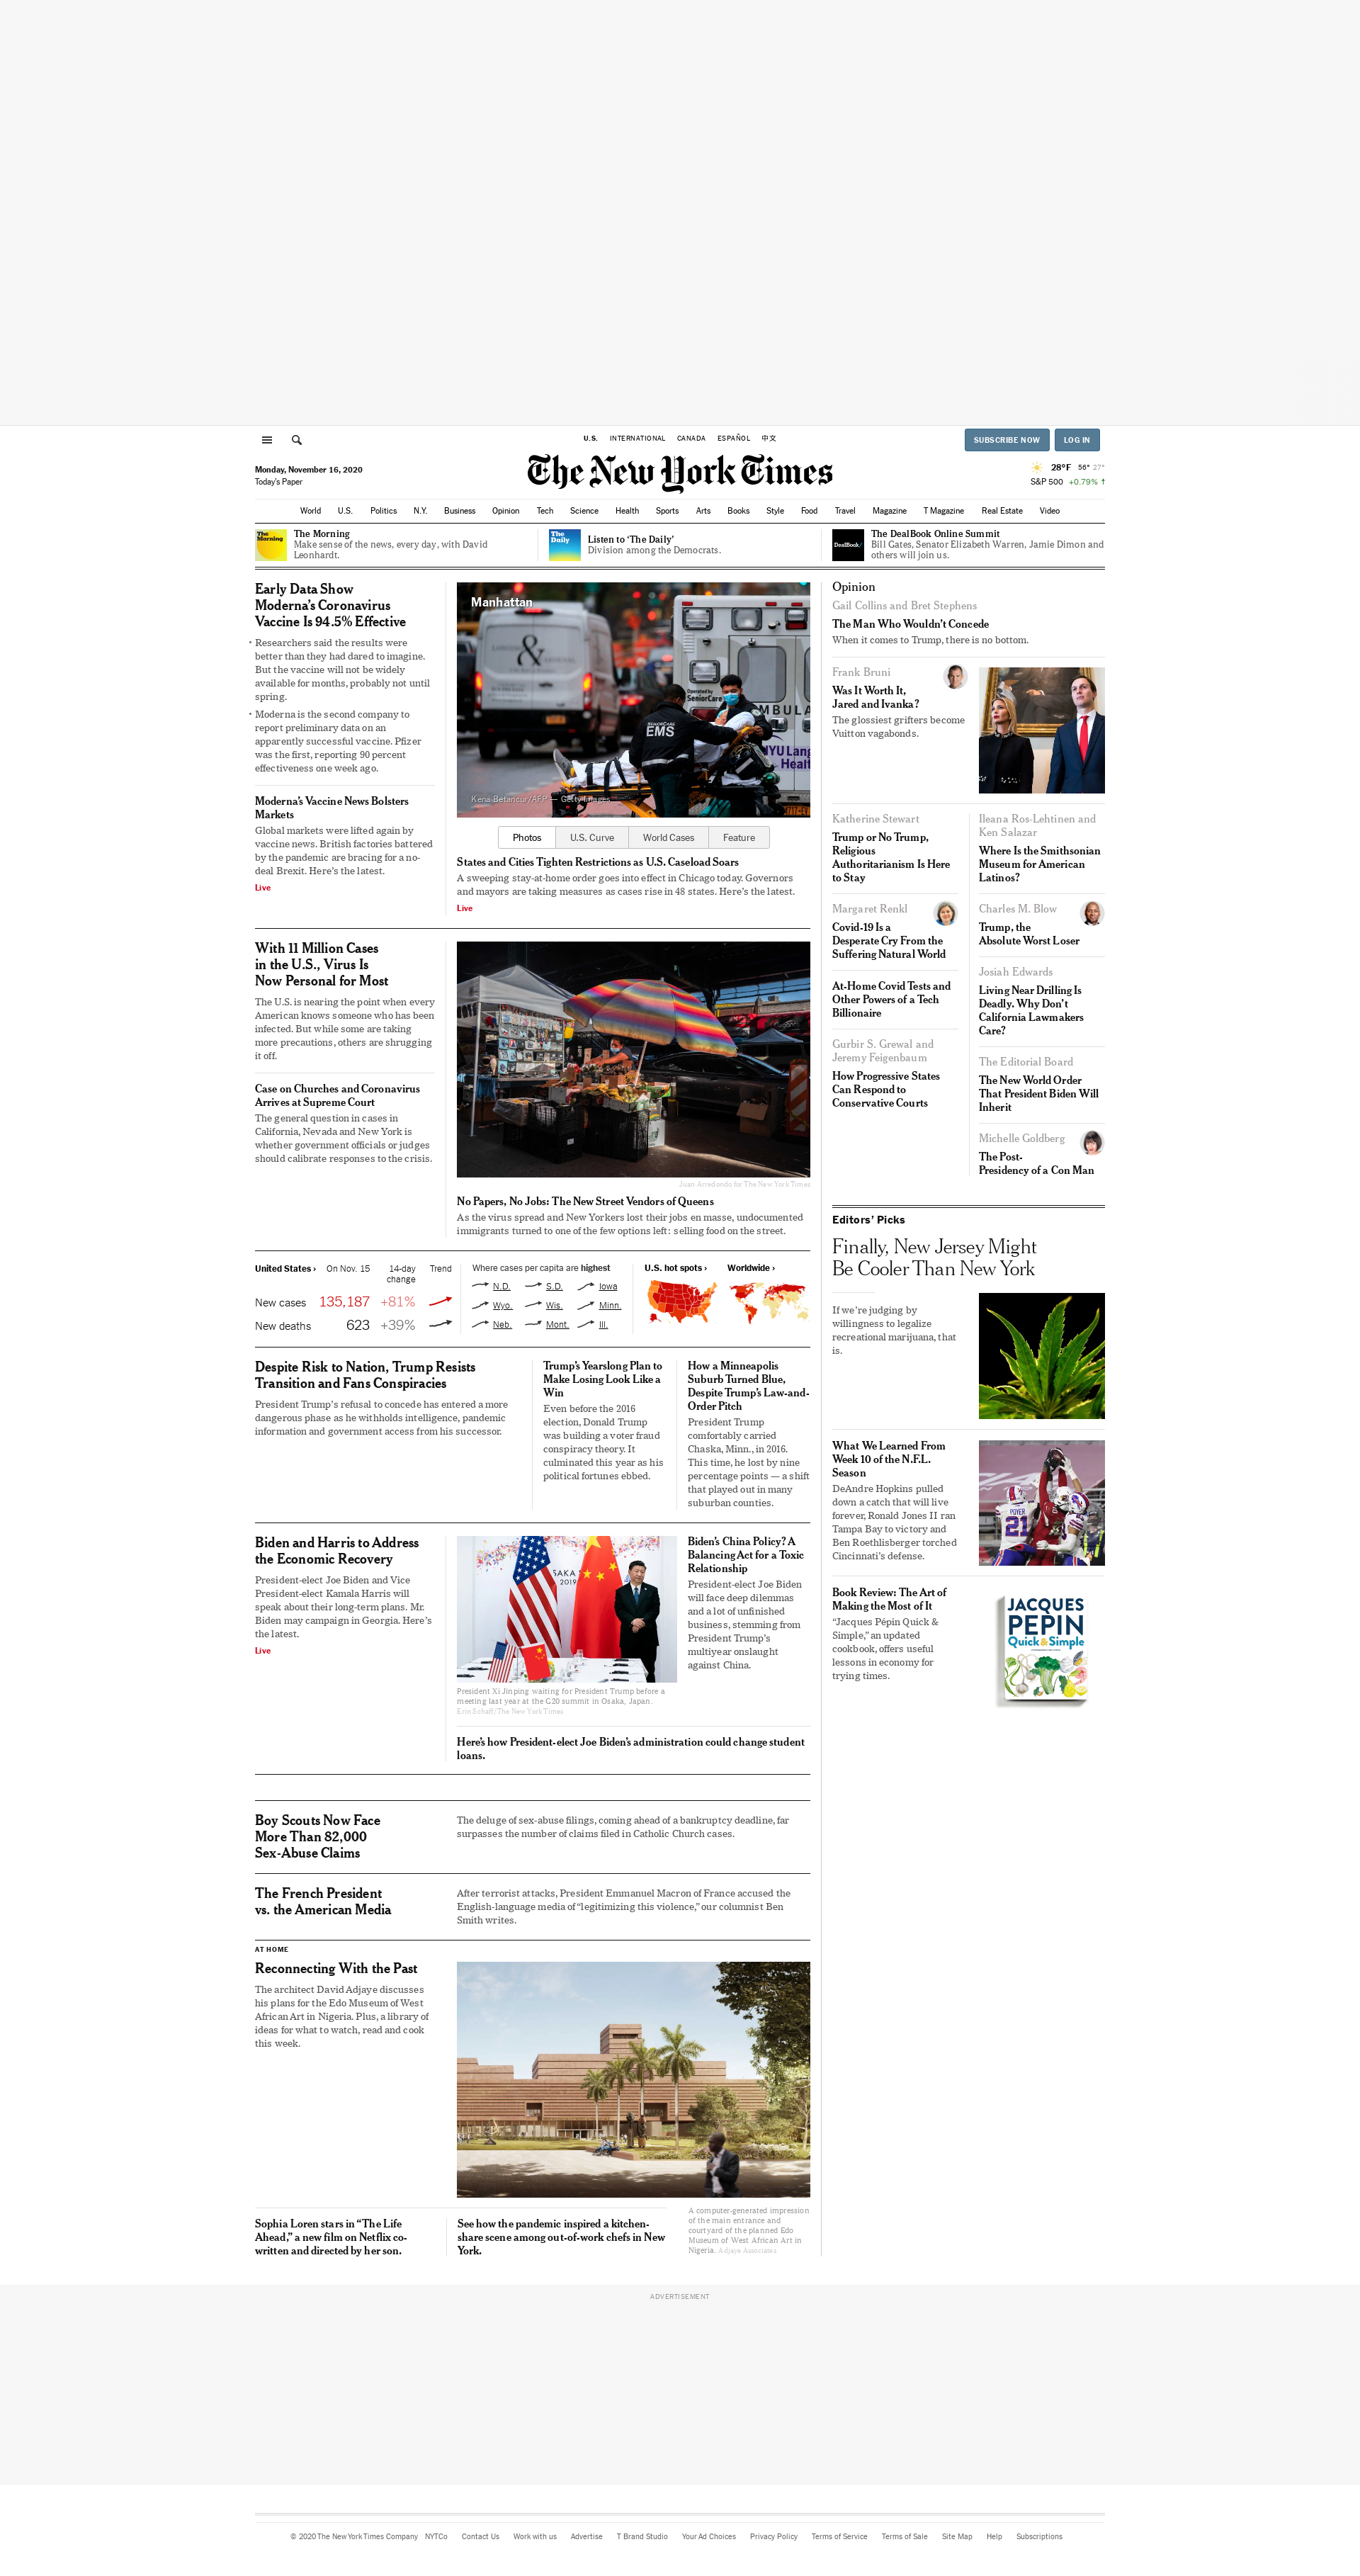 U.S. INTERNATIONAL CANADA ESPAÑOL 中文
SUBSCRIBE NOW LOG IN
Monday, November 16, 2020
Today's Paper
The New York Times
28°F 56° 27°
S&P 500 +0.79% ↑
World U.S. Politics N.Y. Business Opinion Tech Science Health Sports Arts Books Style Food Travel Magazine T Magazine Real Estate Video
The
Morning
The Morning
Make sense of the news, every day, with David
Leonhardt.
The
Daily
Listen to 'The Daily'
Division among the Democrats.
DealBook/
The DealBook Online Summit
Bill Gates, Senator Elizabeth Warren, Jamie Dimon and
others will join us.
Early Data Show
Moderna's Coronavirus
Vaccine Is 94.5% Effective
• Researchers said the results were
better than they had dared to imagine.
But the vaccine will not be widely
available for months, probably not until
spring.
• Moderna is the second company to
report preliminary data on an
apparently successful vaccine. Pfizer
was the first, reporting 90 percent
effectiveness one week ago.
Moderna's Vaccine News Bolsters
Markets
Global markets were lifted again by
vaccine news. British factories battered
by the pandemic are bracing for a no-
deal Brexit. Here's the latest.
Live
Manhattan
&
Operated by
SeniorCare
AMBULA
SENIORCARE
EMS
NYU Lang
Healt
Kena Betancur/AFP — Getty Images
Photos U.S. Curve World Cases Feature
States and Cities Tighten Restrictions as U.S. Caseload Soars
A sweeping stay-at-home order goes into effect in Chicago today. Governors
and mayors are taking measures as cases rise in 48 states. Here's the latest.
Live
With 11 Million Cases
in the U.S., Virus Is
Now Personal for Most
The U.S. is nearing the point when every
American knows someone who has been
infected. But while some are taking
more precautions, others are shrugging
it off.
Case on Churches and Coronavirus
Arrives at Supreme Court
The general question in cases in
California, Nevada and New York is
whether government officials or judges
should calibrate responses to the crisis.
Juan Arredondo for The New York Times
No Papers, No Jobs: The New Street Vendors of Queens
As the virus spread and New Yorkers lost their jobs en masse, undocumented
immigrants turned to one of the few options left: selling food on the street.
United States › On Nov. 15 14-day
change Trend
New cases 135,187 +81%
New deaths 623 +39%
Where cases per capita are highest
N.D. S.D. Iowa
Wyo. Wis. Minn.
Neb. Mont. Ill.
U.S. hot spots › Worldwide ›
Despite Risk to Nation, Trump Resists
Transition and Fans Conspiracies
President Trump's refusal to concede has entered a more
dangerous phase as he withholds intelligence, pandemic
information and government access from his successor.
Trump's Yearslong Plan to
Make Losing Look Like a
Win
Even before the 2016
election, Donald Trump
was building a voter fraud
conspiracy theory. It
culminated this year as his
political fortunes ebbed.
How a Minneapolis
Suburb Turned Blue,
Despite Trump's Law-and-
Order Pitch
President Trump
comfortably carried
Chaska, Minn., in 2016.
This time, he lost by nine
percentage points — a shift
that played out in many
suburban counties.
Biden and Harris to Address
the Economic Recovery
President-elect Joe Biden and Vice
President-elect Kamala Harris will
speak about their long-term plans. Mr.
Biden may campaign in Georgia. Here's
the latest.
Live
OSAKA
2019
President Xi Jinping waiting for President Trump before a
meeting last year at the G20 summit in Osaka, Japan.
Erin Schaff/The New York Times
Biden's China Policy? A
Balancing Act for a Toxic
Relationship
President-elect Joe Biden
will face deep dilemmas
and a lot of unfinished
business, stemming from
President Trump's
multiyear onslaught
against China.
Here's how President-elect Joe Biden's administration could change student
loans.
Boy Scouts Now Face
More Than 82,000
Sex-Abuse Claims
The deluge of sex-abuse filings, coming ahead of a bankruptcy deadline, far
surpasses the number of claims filed in Catholic Church cases.
The French President
vs. the American Media
After terrorist attacks, President Emmanuel Macron of France accused the
English-language media of "legitimizing this violence," our columnist Ben
Smith writes.
AT HOME
Reconnecting With the Past
The architect David Adjaye discusses
his plans for the Edo Museum of West
African Art in Nigeria. Plus, a library of
ideas for what to watch, read and cook
this week.
A computer-generated impression
of the main entrance and
courtyard of the planned Edo
Museum of West African Art in
Nigeria. Adjaye Associates
Sophia Loren stars in "The Life
Ahead," a new film on Netflix co-
written and directed by her son.
See how the pandemic inspired a kitchen-
share scene among out-of-work chefs in New
York.
Opinion
Gail Collins and Bret Stephens
The Man Who Wouldn't Concede
When it comes to Trump, there is no bottom.
Frank Bruni
Was It Worth It,
Jared and Ivanka?
The glossiest grifters become
Vuitton vagabonds.
Katherine Stewart
Trump or No Trump,
Religious
Authoritarianism Is Here
to Stay
Margaret Renkl
Covid-19 Is a
Desperate Cry From the
Suffering Natural World
At-Home Covid Tests and
Other Powers of a Tech
Billionaire
Gurbir S. Grewal and
Jeremy Feigenbaum
How Progressive States
Can Respond to
Conservative Courts
Ileana Ros-Lehtinen and
Ken Salazar
Where Is the Smithsonian
Museum for American
Latinos?
Charles M. Blow
Trump, the
Absolute Worst Loser
Josiah Edwards
Living Near Drilling Is
Deadly. Why Don't
California Lawmakers
Care?
The Editorial Board
The New World Order
That President Biden Will
Inherit
Michelle Goldberg
The Post-
Presidency of a Con Man
Editors' Picks
Finally, New Jersey Might
Be Cooler Than New York
If we're judging by
willingness to legalize
recreational marijuana, that
is.
What We Learned From
Week 10 of the N.F.L.
Season
DeAndre Hopkins pulled
down a catch that will live
forever, Ronald Jones II ran
Tampa Bay to victory and
Ben Roethlisberger torched
Cincinnati's defense.
POYER
21
Book Review: The Art of
Making the Most of It
"Jacques Pépin Quick &
Simple," an updated
cookbook, offers useful
lessons in economy for
trying times.
JACQUES
PÉPIN
Quick & Simple
ADVERTISEMENT
© 2020 The New York Times Company NYTCo Contact Us Work with us Advertise T Brand Studio Your Ad Choices Privacy Policy Terms of Service Terms of Sale Site Map Help Subscriptions